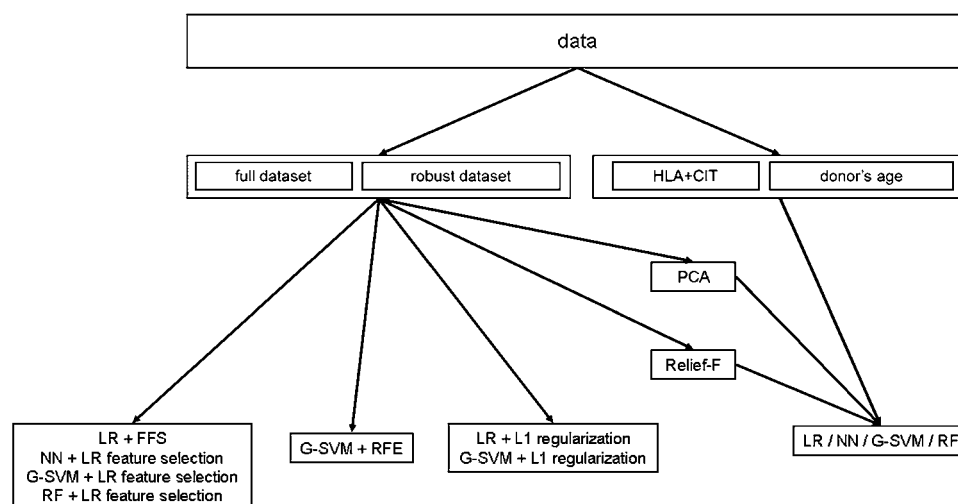 data
full dataset
robust dataset
HLA+CIT
donor's age
PCA
Relief-F
LR + FFS
NN + LR feature selection
G-SVM + LR feature selection
RF + LR feature selection
G-SVM + RFE
LR + L1 regularization
G-SVM + L1 regularization
LR / NN / G-SVM / RF